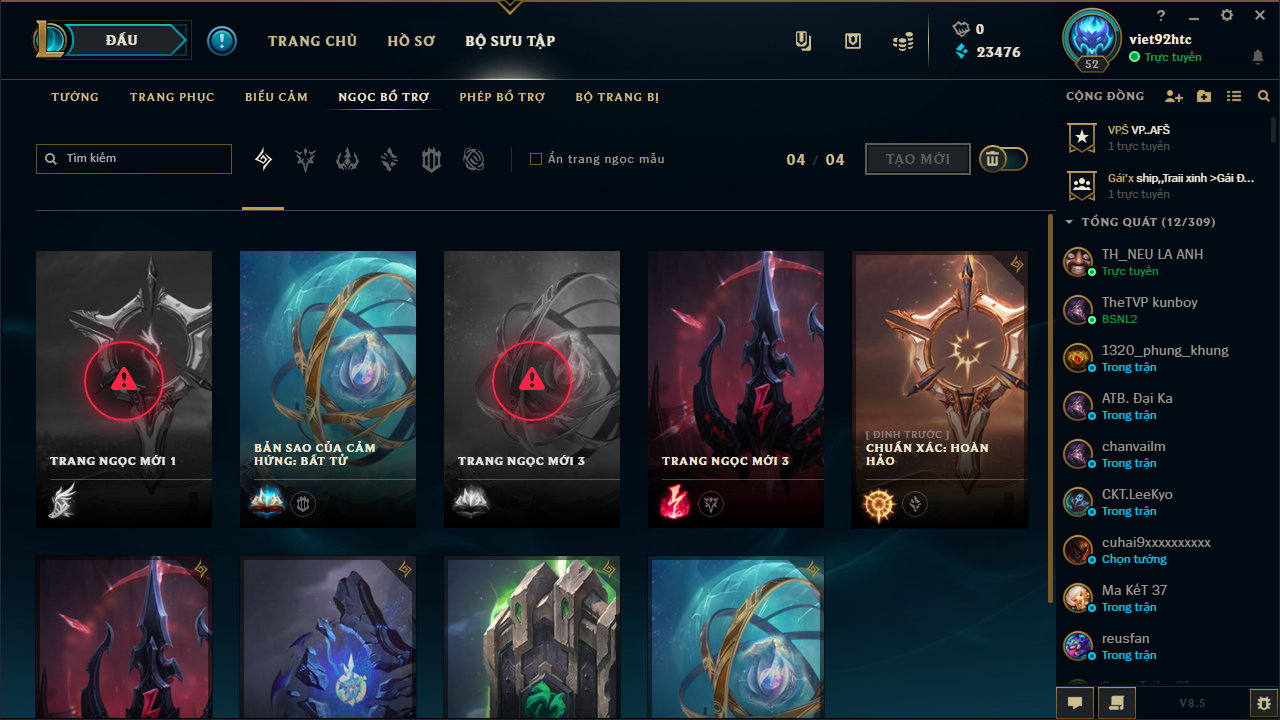 ĐẤU
TRANG CHỦ
HỒ SƠ
BỘ SƯU TẬP
0
23476
52
viet92htc
Trực tuyến
TƯỚNG
TRANG PHỤC
BIỂU CẢM
NGỌC BỔ TRỢ
PHÉP BỔ TRỢ
BỘ TRANG BỊ
Tìm kiếm
Ẩn trang ngọc mẫu
04 / 04
TẠO MỚI
CỘNG ĐỒNG
VPŠ VP..AFŠ
1 trực tuyến
Gái'x ship,,Traii xinh >Gái Đ...
1 trực tuyến
TỔNG QUÁT (12/309)
TH_NEU LA ANH
Trực tuyến
TheTVP kunboy
BSNL2
1320_phung_khung
Trong trận
ATB. Đại Ka
Trong trận
chanvailm
Trong trận
CKT.LeeKyo
Trong trận
cuhai9xxxxxxxxxx
Chọn tướng
Ma KếT 37
Trong trận
reusfan
Trong trận
TRANG NGỌC MỚI 1
BẢN SAO CỦA CẢM
HỨNG: BẤT TỬ
TRANG NGỌC MỚI 3
TRANG NGỌC MỚI 3
[ ĐỊNH TRƯỚC ]
CHUẨN XÁC: HOÀN
HẢO
V8.5